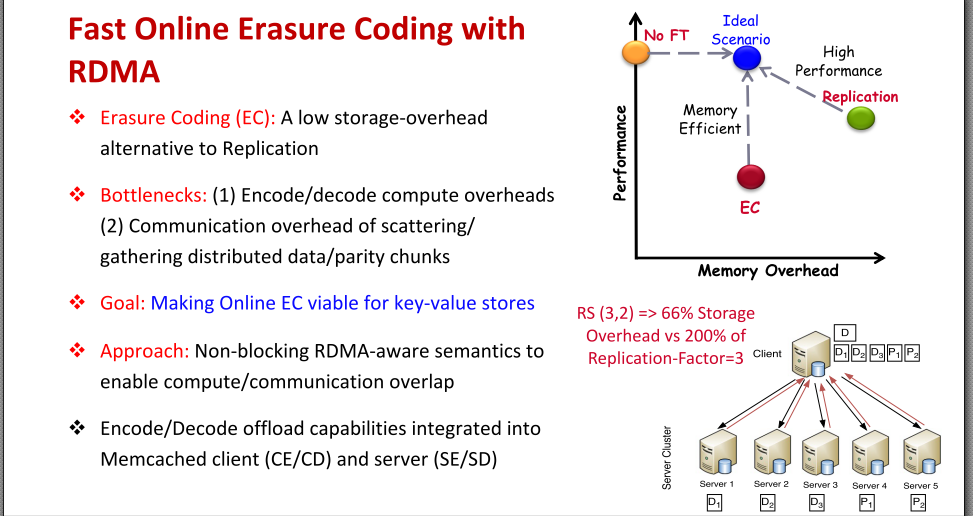 Fast Online Erasure Coding with
RDMA
❖ Erasure Coding (EC): A low storage-overhead
alternative to Replication
❖ Bottlenecks: (1) Encode/decode compute overheads
(2) Communication overhead of scattering/
gathering distributed data/parity chunks
❖ Goal: Making Online EC viable for key-value stores
❖ Approach: Non-blocking RDMA-aware semantics to
enable compute/communication overlap
❖ Encode/Decode offload capabilities integrated into
Memcached client (CE/CD) and server (SE/SD)
No FT
Ideal
Scenario
High
Performance
Replication
Memory
Efficient
EC
Performance
Memory Overhead
RS (3,2) => 66% Storage
Overhead vs 200% of
Replication-Factor=3
Client
D
D1 D2 D3 P1 P2
Server Cluster
Server 1 Server 2 Server 3 Server 4 Server 5
D1 D2 D3 P1 P2